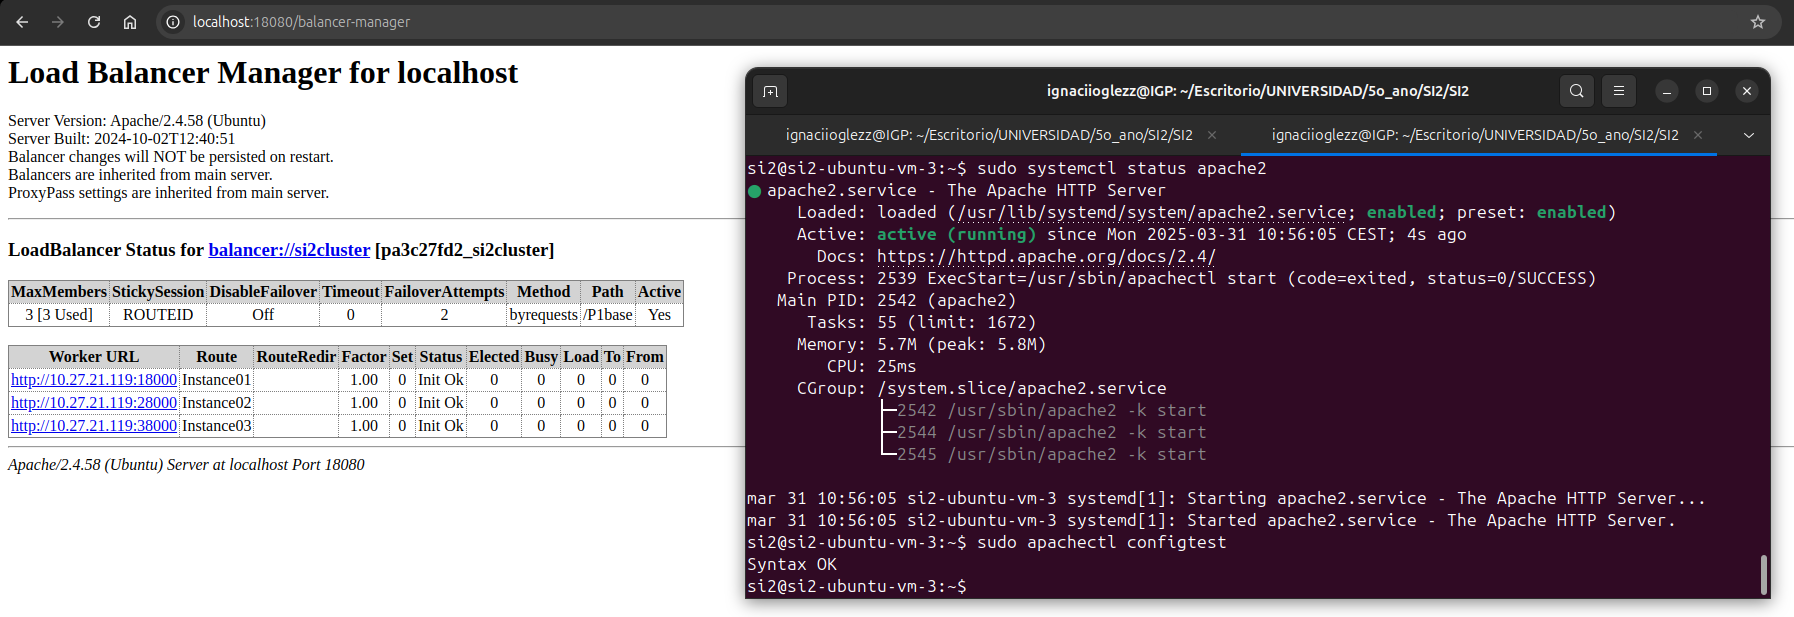 localhost:18080/balancer-manager
Load Balancer Manager for localhost
Server Version: Apache/2.4.58 (Ubuntu)
Server Built: 2024-10-02T12:40:51
Balancer changes will NOT be persisted on restart.
Balancers are inherited from main server.
ProxyPass settings are inherited from main server.
LoadBalancer Status for balancer://si2cluster [pa3c27fd2_si2cluster]
MaxMembers StickySession DisableFailover Timeout FailoverAttempts Method Path Active
3 [3 Used] ROUTEID Off 0 2 byrequests /P1base Yes
Worker URL Route RouteRedir Factor Set Status Elected Busy Load To From
http://10.27.21.119:18000 Instance01 1.00 0 Init Ok 0 0 0 0 0
http://10.27.21.119:28000 Instance02 1.00 0 Init Ok 0 0 0 0 0
http://10.27.21.119:38000 Instance03 1.00 0 Init Ok 0 0 0 0 0
Apache/2.4.58 (Ubuntu) Server at localhost Port 18080
ignaciioglezz@IGP: ~/Escritorio/UNIVERSIDAD/5o_ano/SI2/SI2
ignaciioglezz@IGP: ~/Escritorio/UNIVERSIDAD/5o_ano/SI2/SI2
ignaciioglezz@IGP: ~/Escritorio/UNIVERSIDAD/5o_ano/SI2/SI2
si2@si2-ubuntu-vm-3:~$ sudo systemctl status apache2
● apache2.service - The Apache HTTP Server
Loaded: loaded (/usr/lib/systemd/system/apache2.service; enabled; preset: enabled)
Active: active (running) since Mon 2025-03-31 10:56:05 CEST; 4s ago
Docs: https://httpd.apache.org/docs/2.4/
Process: 2539 ExecStart=/usr/sbin/apachectl start (code=exited, status=0/SUCCESS)
Main PID: 2542 (apache2)
Tasks: 55 (limit: 1672)
Memory: 5.7M (peak: 5.8M)
CPU: 25ms
CGroup: /system.slice/apache2.service
├─2542 /usr/sbin/apache2 -k start
├─2544 /usr/sbin/apache2 -k start
└─2545 /usr/sbin/apache2 -k start
mar 31 10:56:05 si2-ubuntu-vm-3 systemd[1]: Starting apache2.service - The Apache HTTP Server...
mar 31 10:56:05 si2-ubuntu-vm-3 systemd[1]: Started apache2.service - The Apache HTTP Server.
si2@si2-ubuntu-vm-3:~$ sudo apachectl configtest
Syntax OK
si2@si2-ubuntu-vm-3:~$